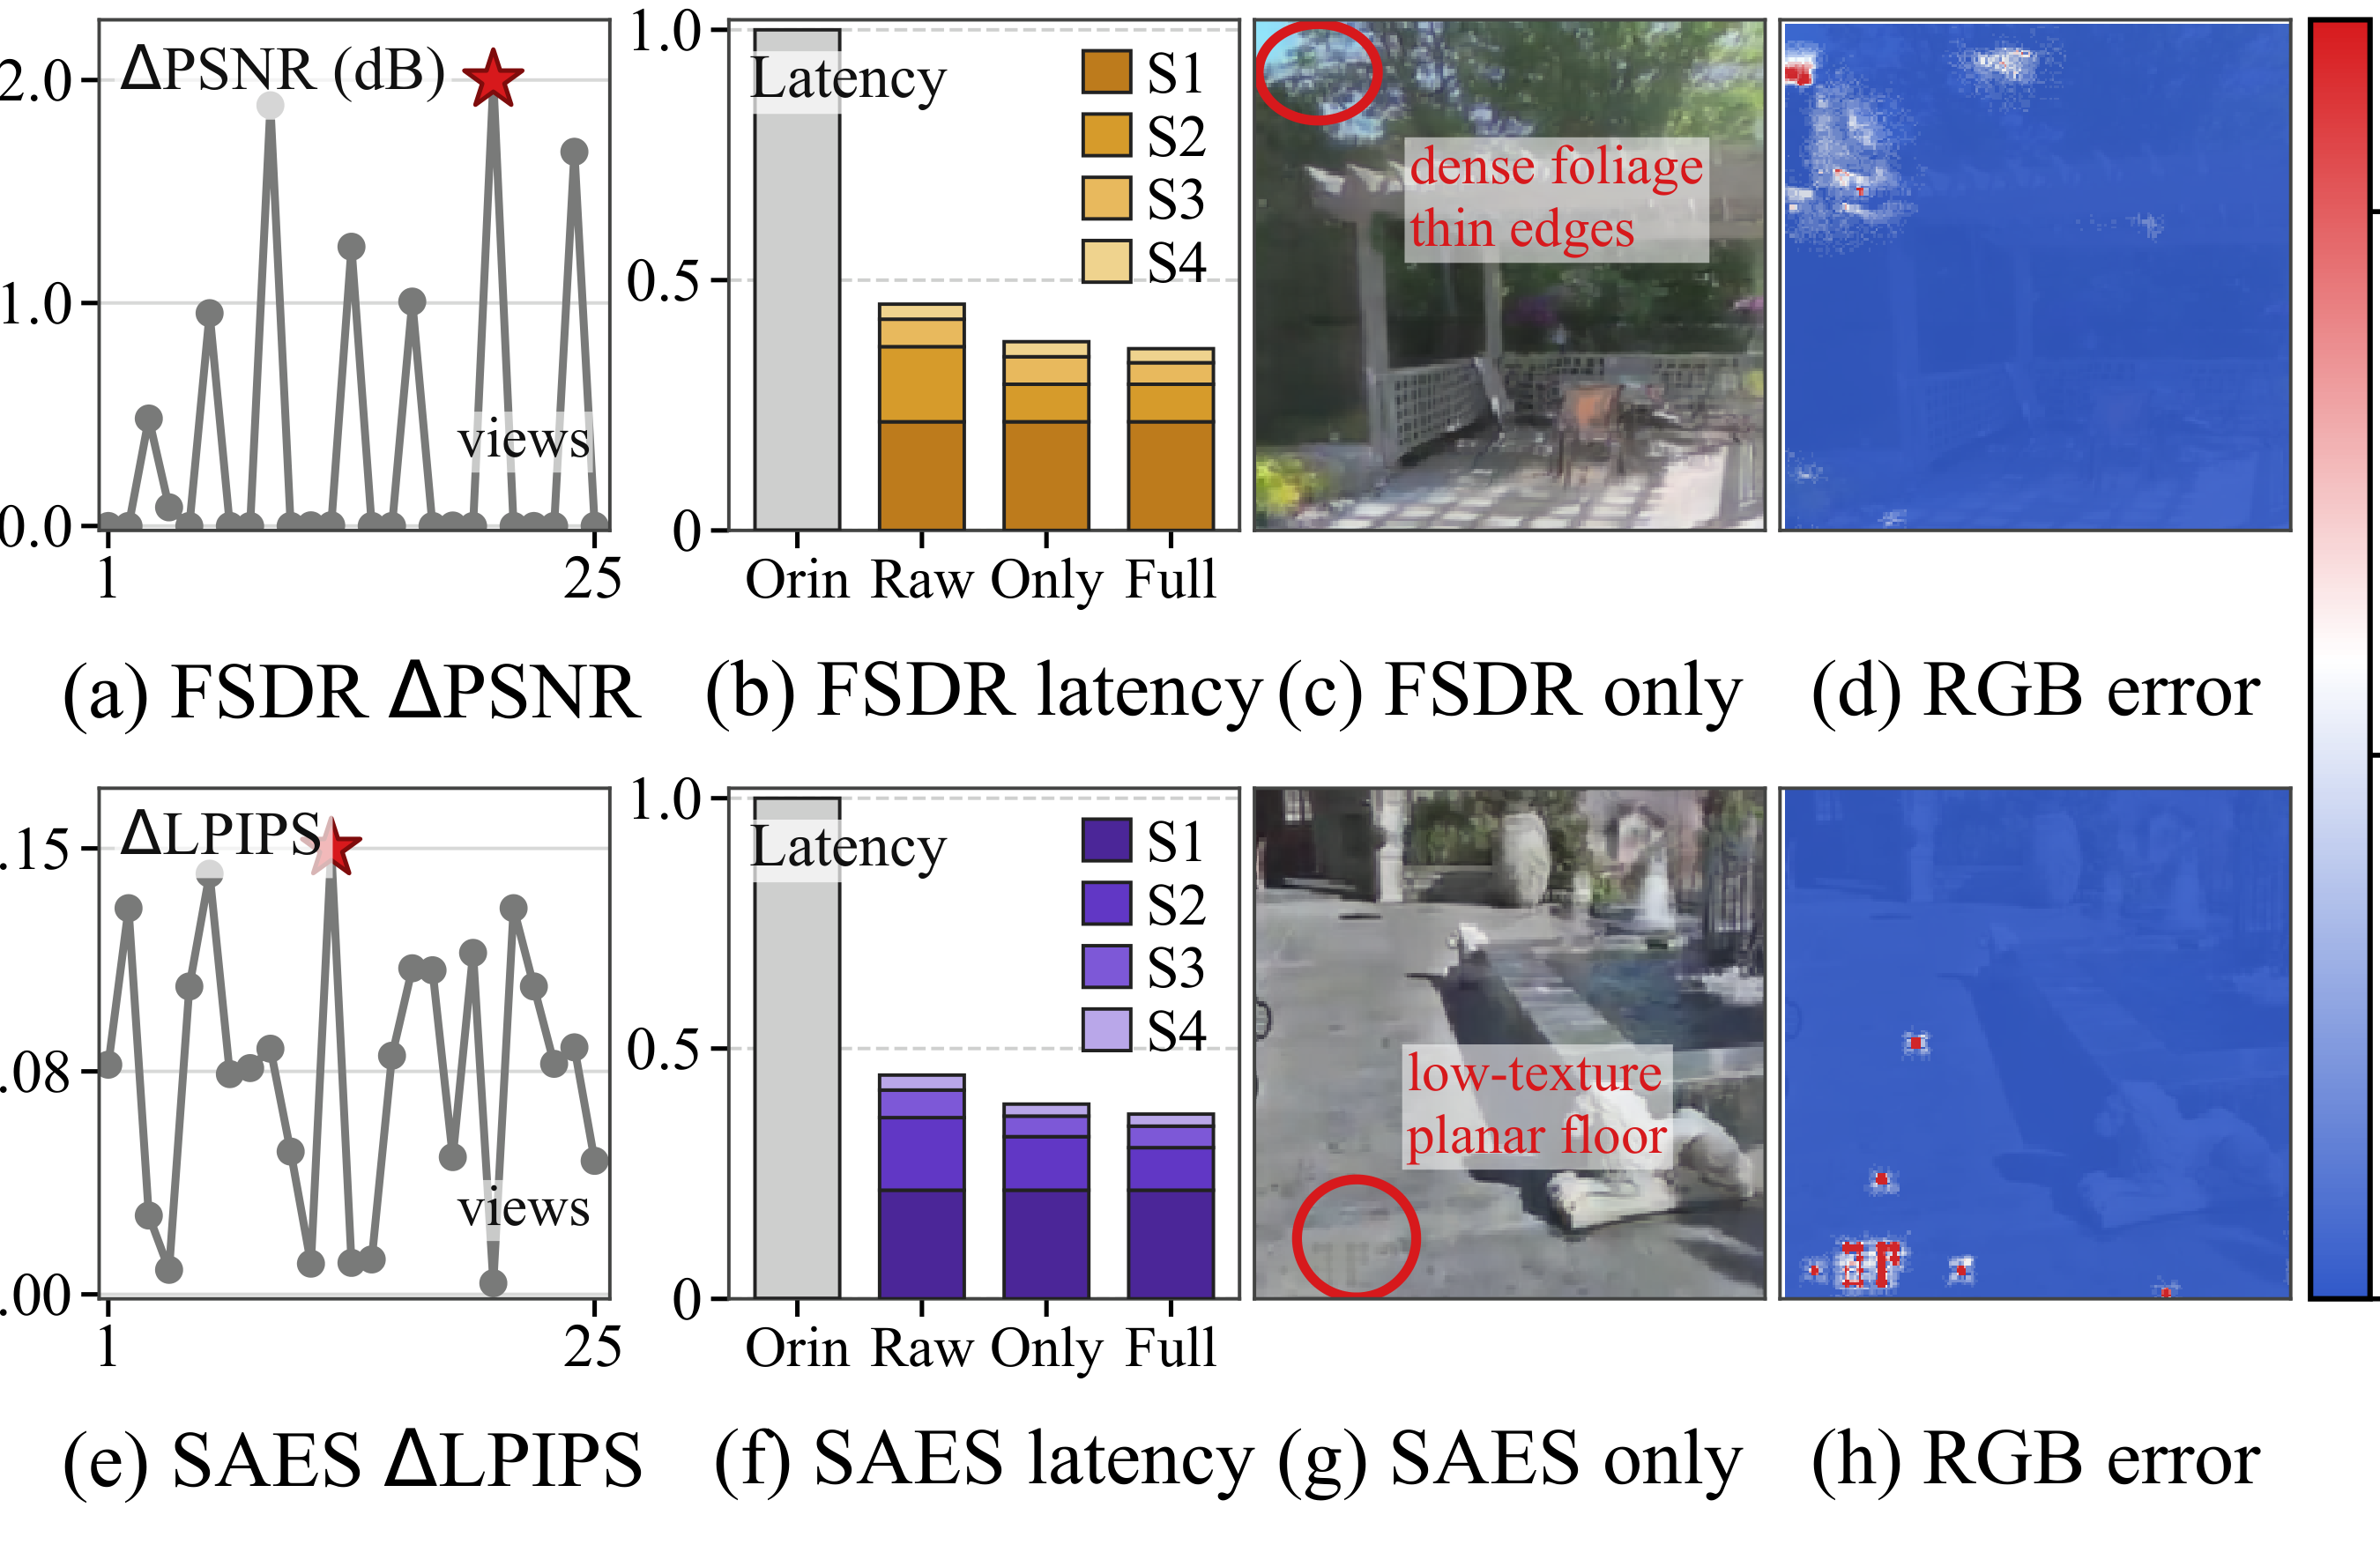 ΔPSNR (dB)
2.0
1.0
0.0
views
1
25
1.0
0.5
0
Latency
S1
S2
S3
S4
Orin
Raw
Only
Full
dense foliage
thin edges
(a) FSDR ΔPSNR
(b) FSDR latency
(c) FSDR only
(d) RGB error
ΔLPIPS
.15
.08
.00
views
1
25
1.0
0.5
0
Latency
S1
S2
S3
S4
Orin
Raw
Only
Full
low-texture
planar floor
(e) SAES ΔLPIPS
(f) SAES latency
(g) SAES only
(h) RGB error